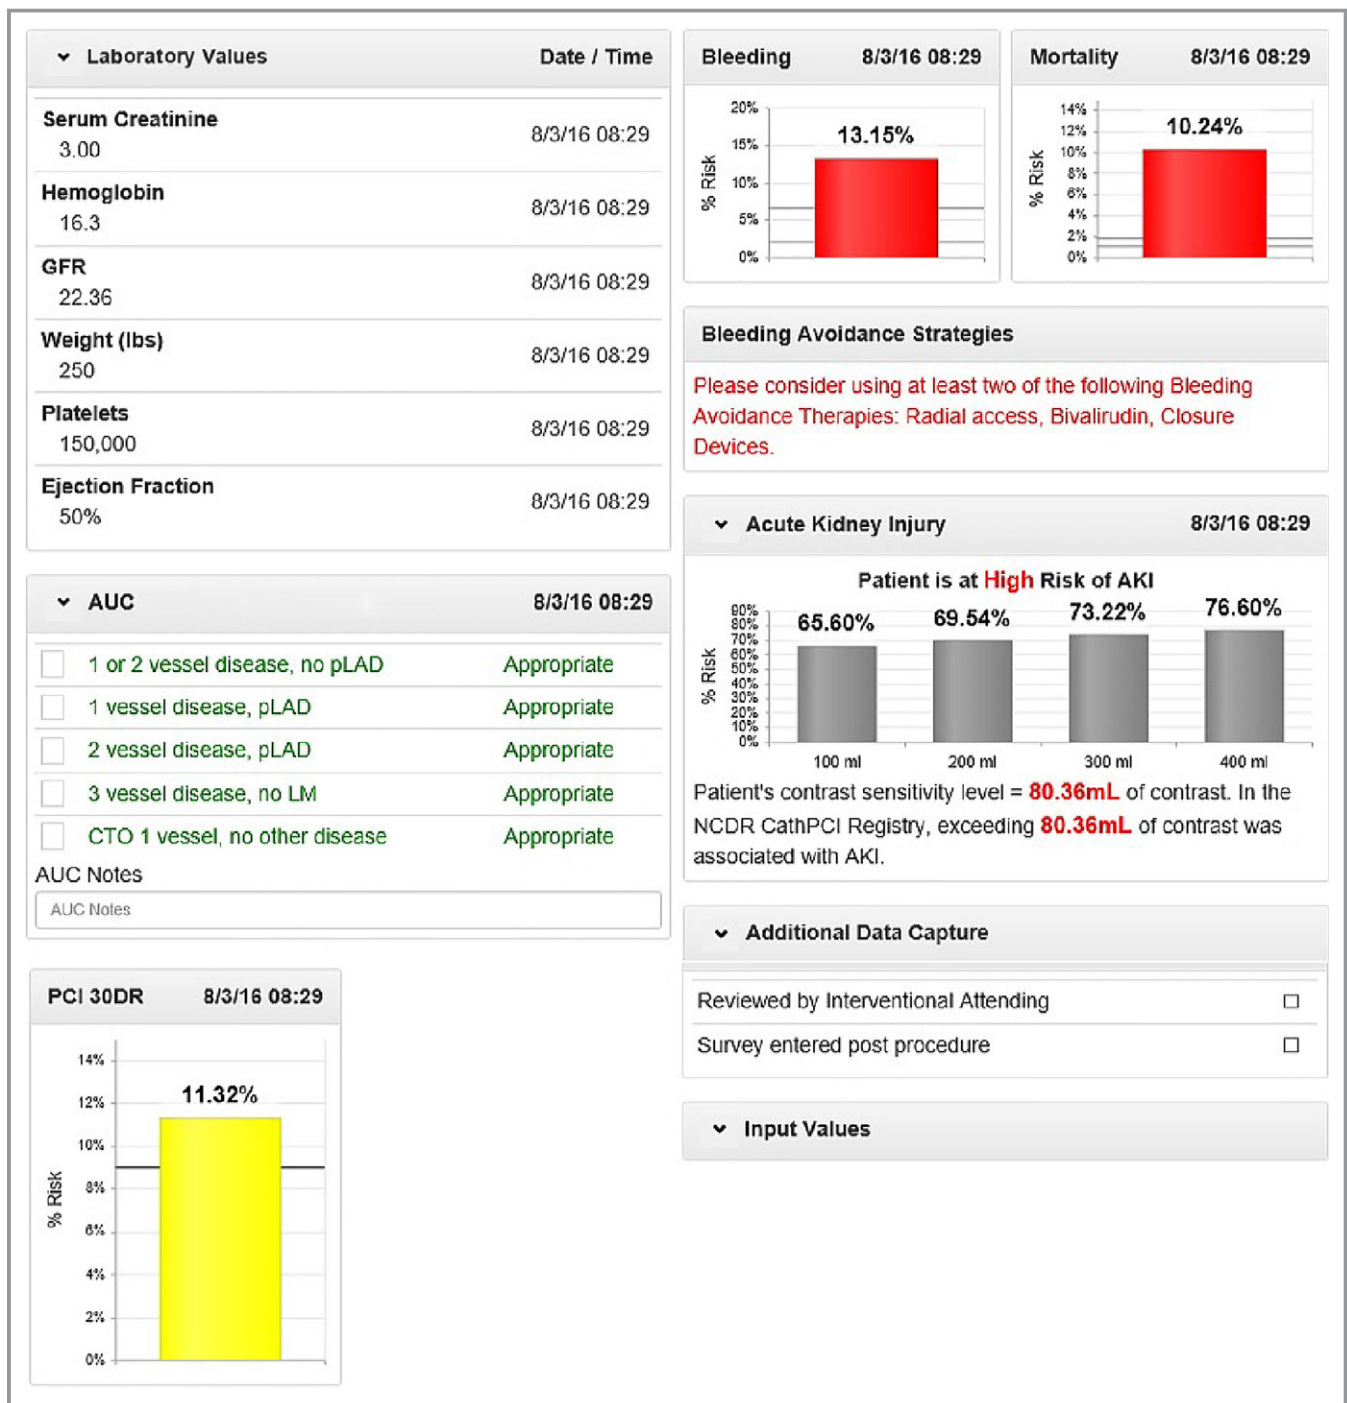 Laboratory Values Date / Time
Serum Creatinine
3.00
8/3/16 08:29
Hemoglobin
16.3
8/3/16 08:29
GFR
22.36
8/3/16 08:29
Weight (lbs)
250
8/3/16 08:29
Platelets
150,000
8/3/16 08:29
Ejection Fraction
50%
8/3/16 08:29
AUC 8/3/16 08:29
1 or 2 vessel disease, no pLAD Appropriate
1 vessel disease, pLAD Appropriate
2 vessel disease, pLAD Appropriate
3 vessel disease, no LM Appropriate
CTO 1 vessel, no other disease Appropriate
AUC Notes
AUC Notes
PCI 30DR 8/3/16 08:29
14%
12%
10%
8%
6%
4%
2%
0%
% Risk
11.32%
Bleeding 8/3/16 08:29
20%
15%
10%
5%
0%
% Risk
13.15%
Mortality 8/3/16 08:29
14%
12%
10%
8%
6%
4%
2%
0%
% Risk
10.24%
Bleeding Avoidance Strategies
Please consider using at least two of the following Bleeding
Avoidance Therapies: Radial access, Bivalirudin, Closure
Devices.
Acute Kidney Injury 8/3/16 08:29
Patient is at High Risk of AKI
90%
80%
70%
60%
50%
40%
30%
20%
10%
0%
% Risk
65.60% 69.54% 73.22% 76.60%
100 ml 200 ml 300 ml 400 ml
Patient's contrast sensitivity level = 80.36mL of contrast. In the
NCDR CathPCI Registry, exceeding 80.36mL of contrast was
associated with AKI.
Additional Data Capture
Reviewed by Interventional Attending
Survey entered post procedure
Input Values